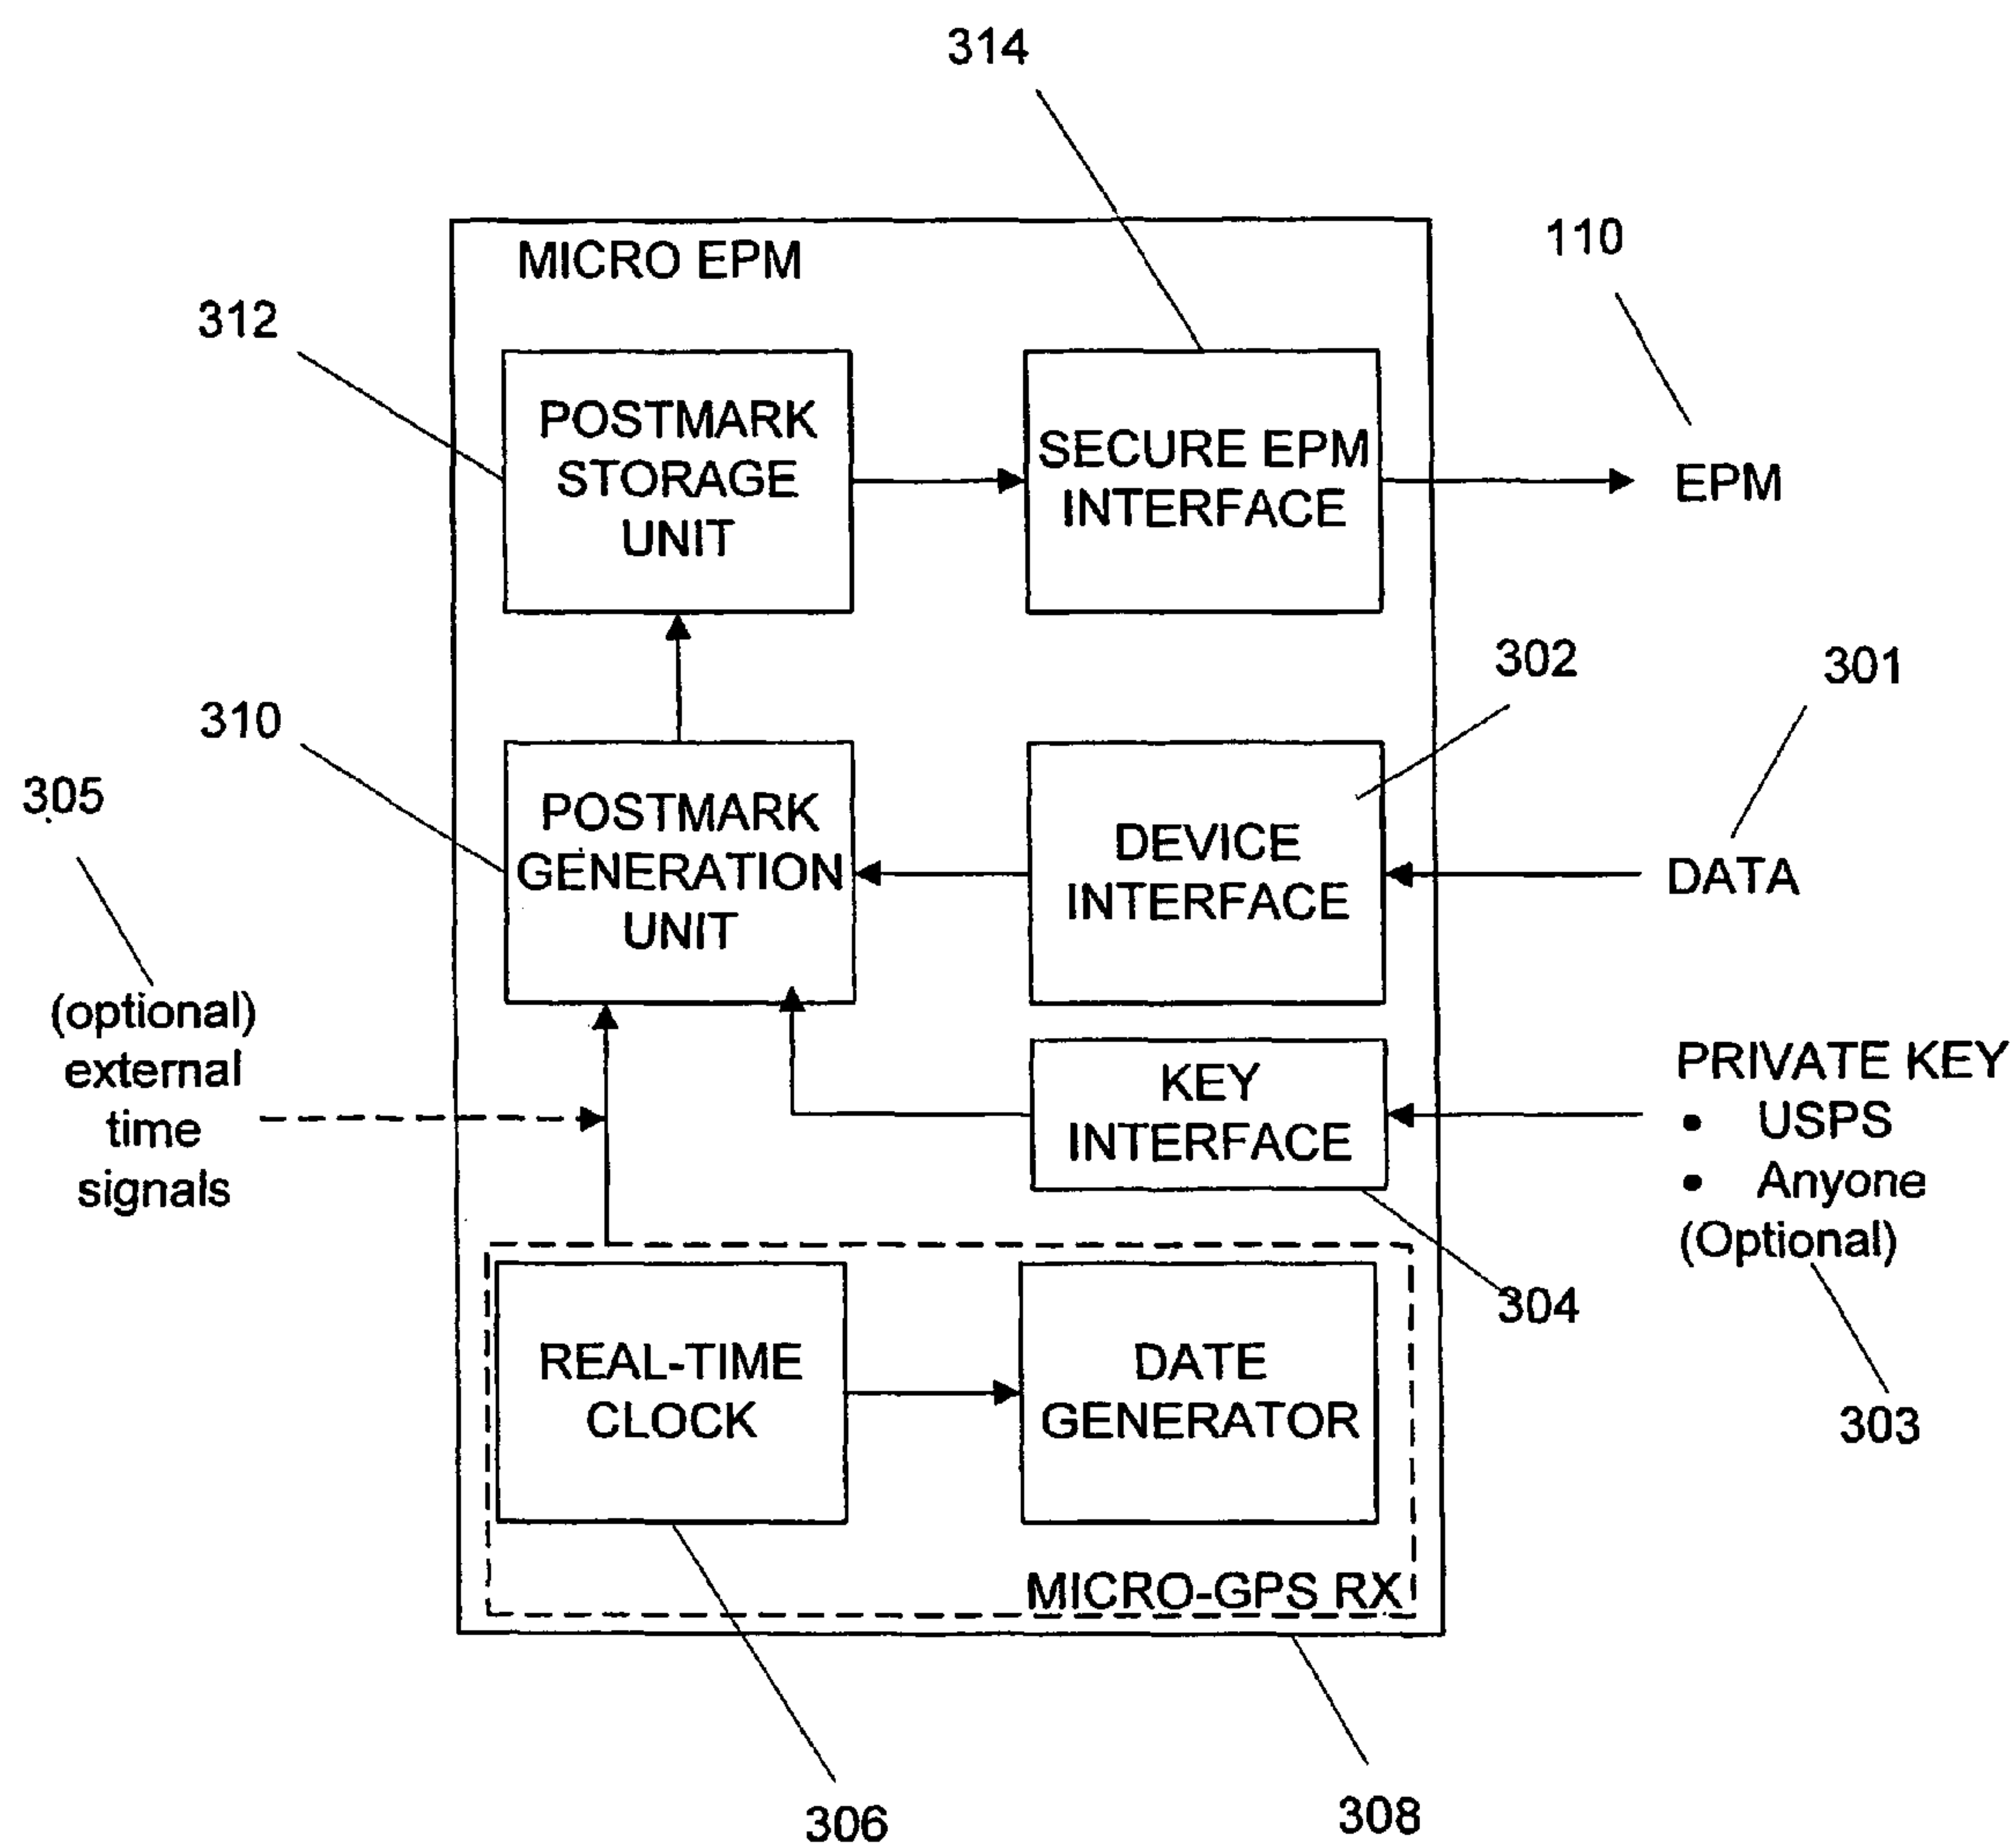 314
110
MICRO EPM
312
POSTMARK
STORAGE
UNIT
SECURE EPM
INTERFACE
EPM
302
301
310
305
POSTMARK
GENERATION
UNIT
DEVICE
INTERFACE
DATA
(optional)
external
time
signals
KEY
INTERFACE
PRIVATE KEY
• USPS
• Anyone
(Optional)
304
303
REAL-TIME
CLOCK
DATE
GENERATOR
MICRO-GPS RX
306
308